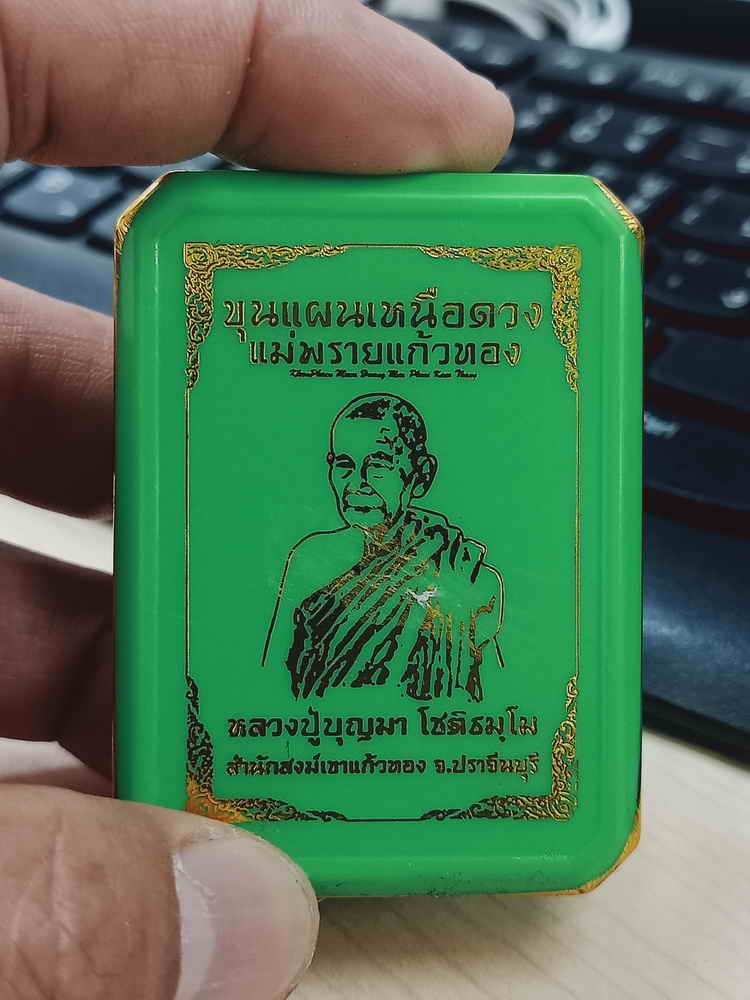 ขุนแผนเหนือดวง
แม่พรายแก้วทอง
หลวงปู่บุญมา โชติธมฺโม
สำนักสงฆ์เขาแก้วทอง จ.ปราจีนบุรี